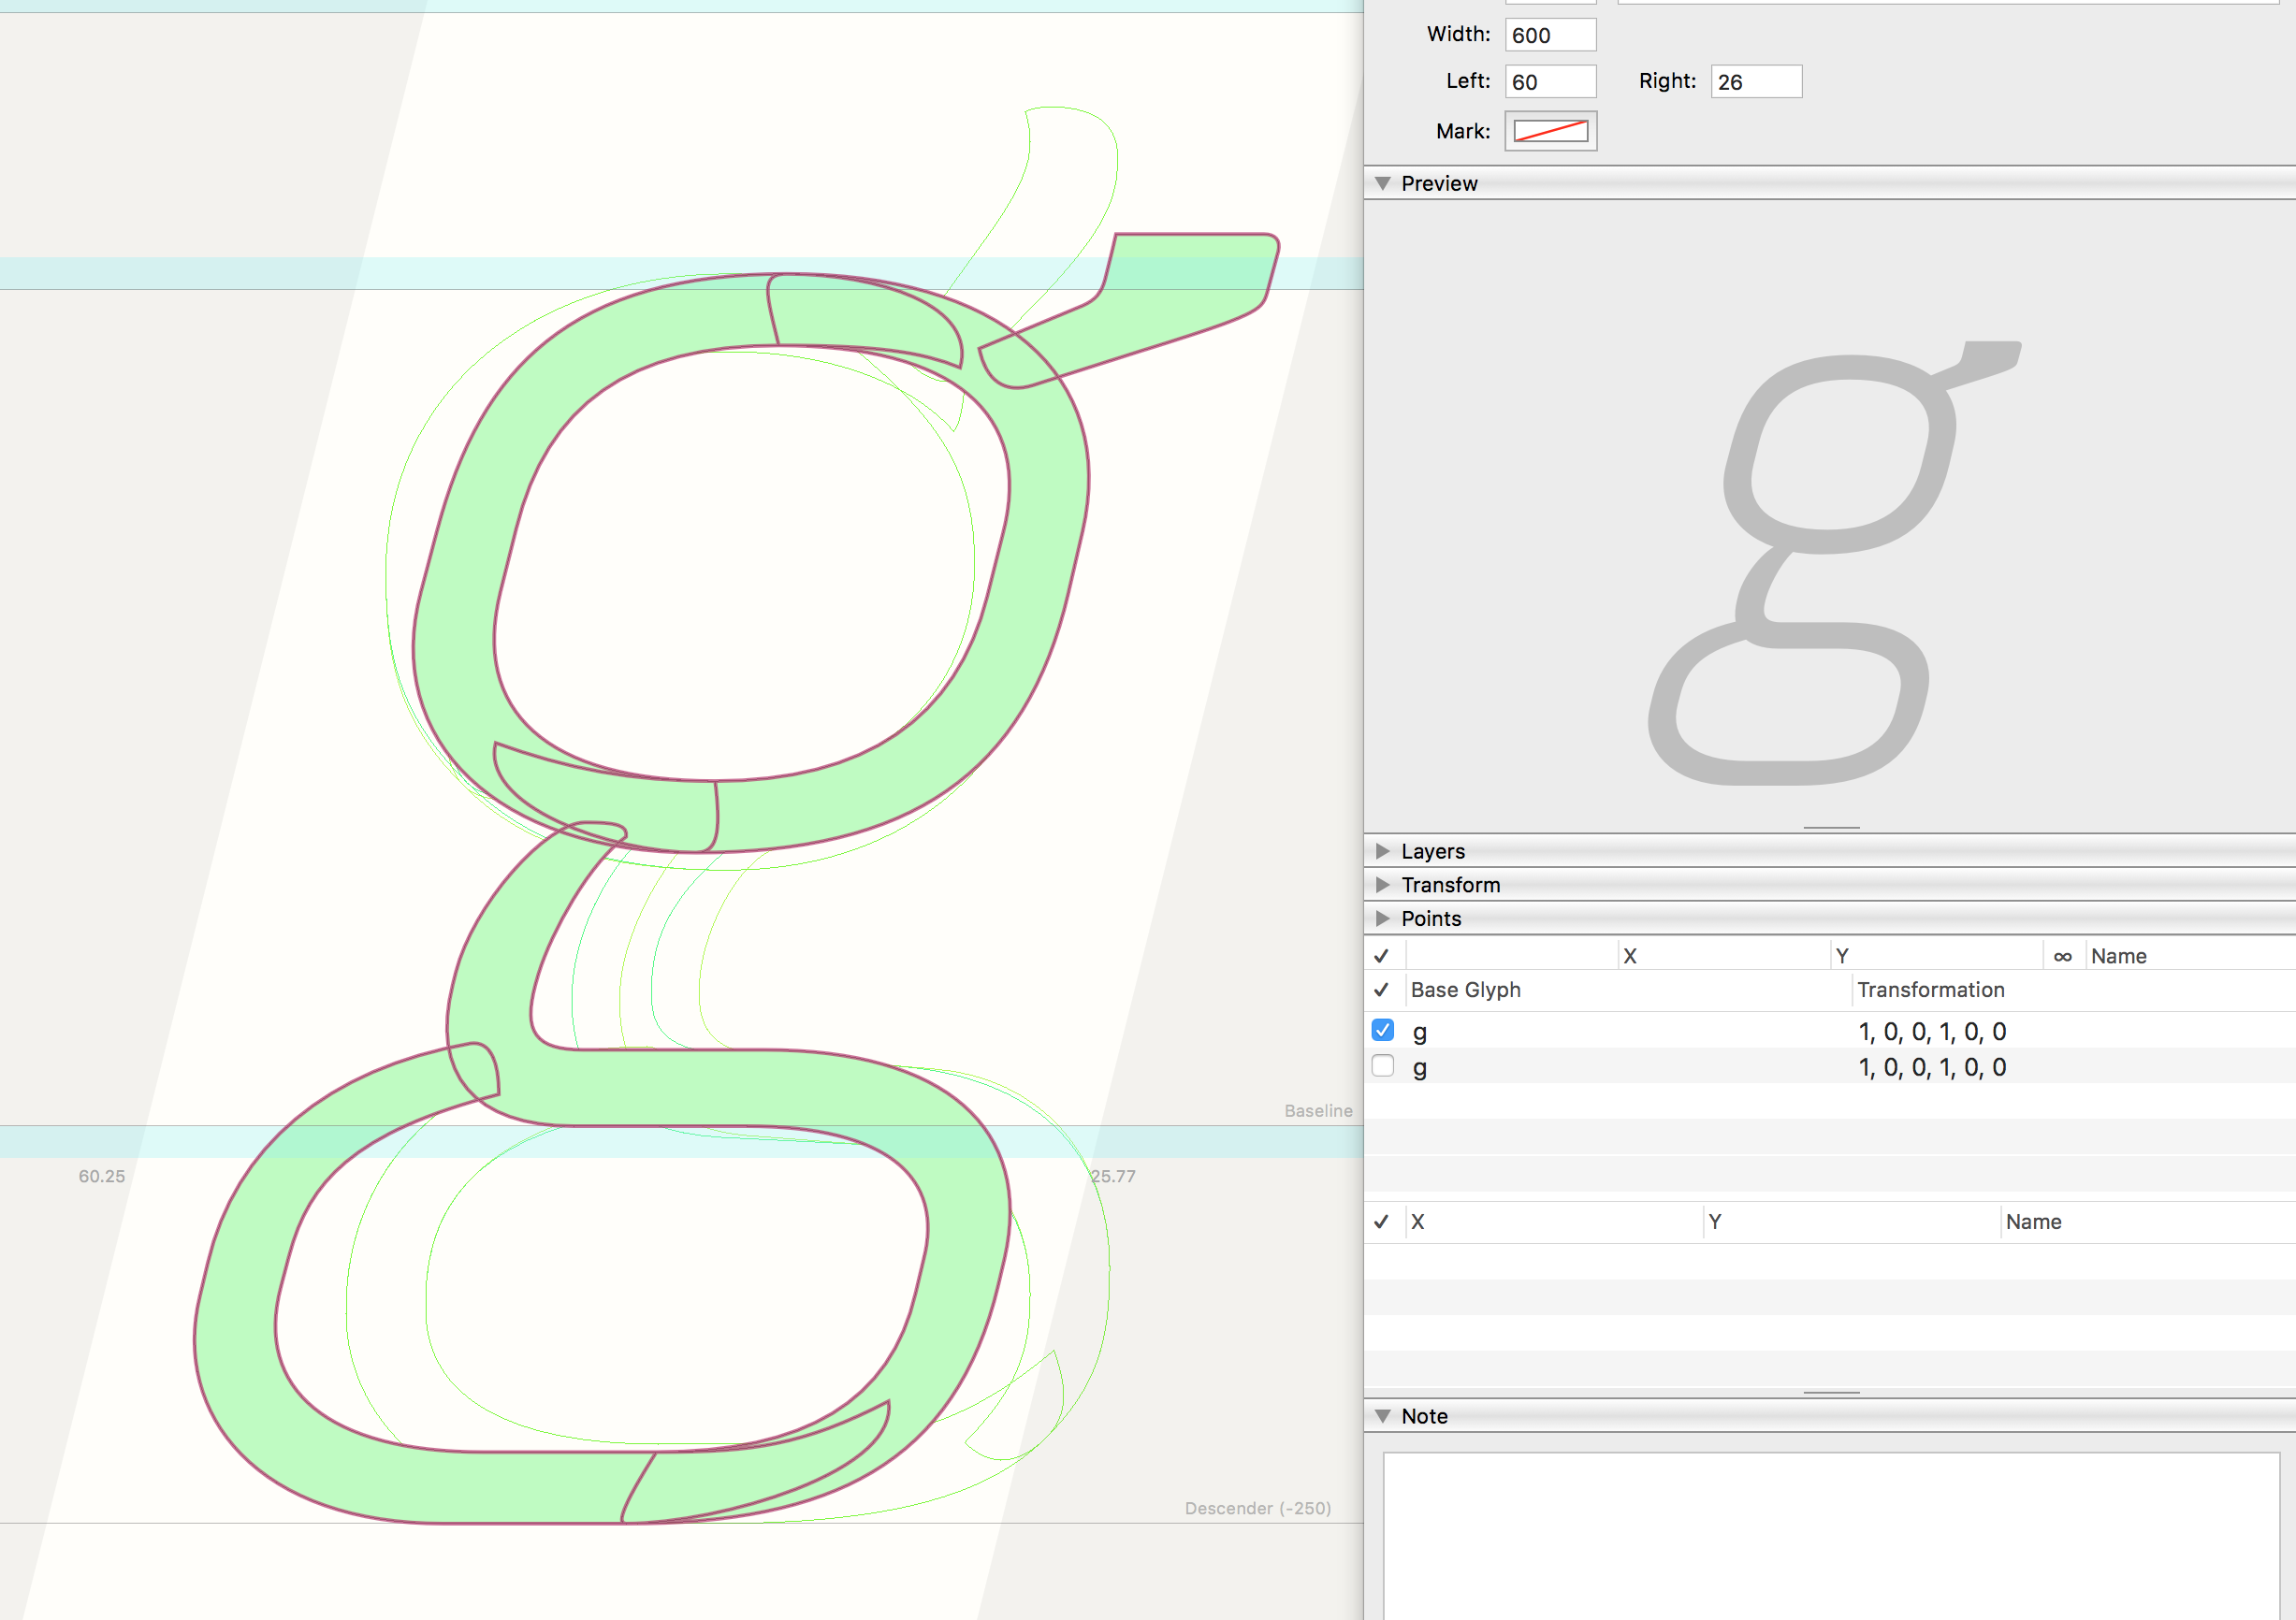 Width: 600
Left: 60 Right: 26
Mark:
Preview
Layers
Transform
Points
✓ X Y ∞ Name
✓ Base Glyph Transformation
g 1, 0, 0, 1, 0, 0
g 1, 0, 0, 1, 0, 0
✓ X Y Name
Note
Baseline
60.25 25.77
Descender (-250)
g
g